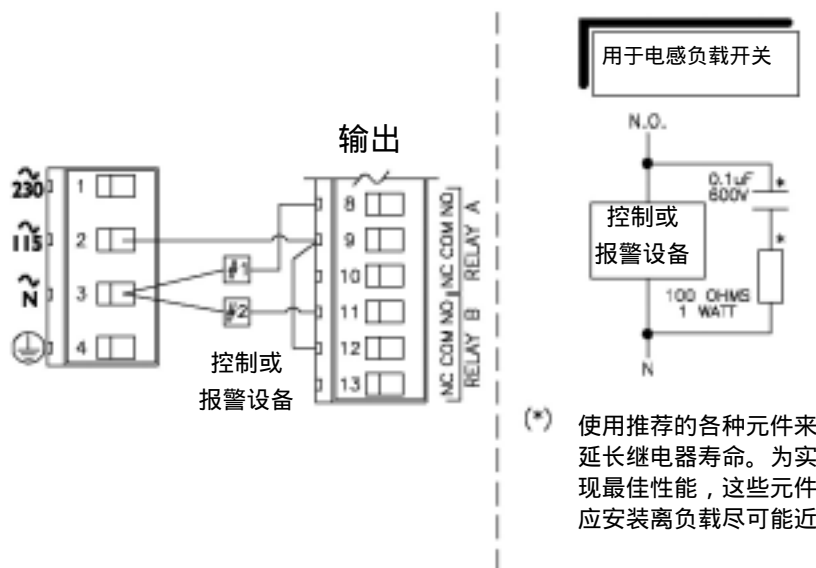 输出
230
115
N
1
2
3
4
#1
#2
8
9
10
11
12
13
NC COM NO
RELAY A
NC COM NO
RELAY B
控制或
报警设备
用于电感负载开关
N.O.
0.1uF
600V
*
*
控制或
报警设备
100 OHMS
1 WATT
N
(*) 使用推荐的各种元件来
延长继电器寿命。为实
现最佳性能，这些元件
应安装离负载尽可能近